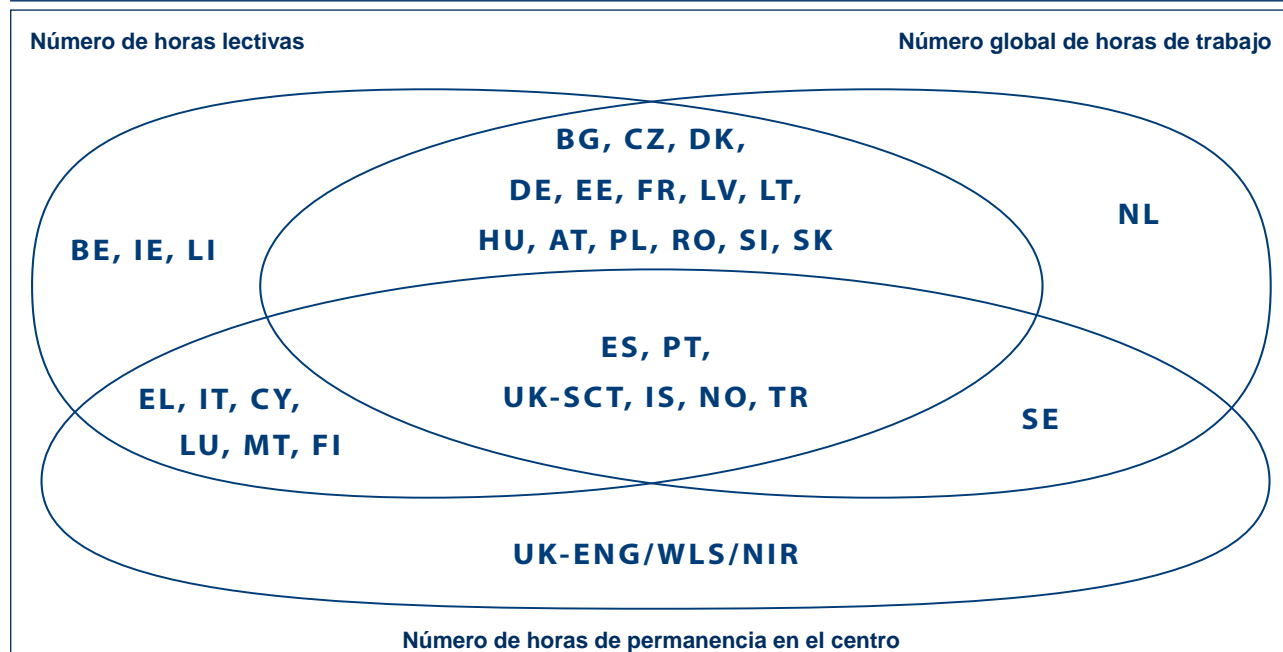 Número de horas lectivas
Número global de horas de trabajo
BG, CZ, DK,
DE, EE, FR, LV, LT,
HU, AT, PL, RO, SI, SK
NL
BE, IE, LI
ES, PT,
UK-SCT, IS, NO, TR
EL, IT, CY,
LU, MT, FI
SE
UK-ENG/WLS/NIR
Número de horas de permanencia en el centro